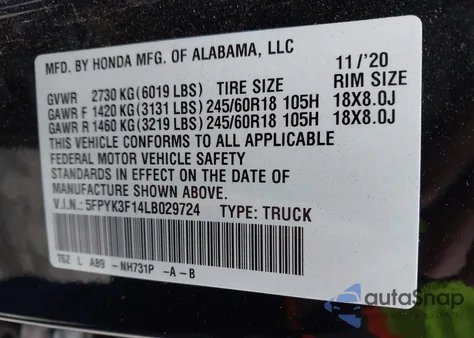 MFD. BY HONDA MFG. OF ALABAMA, LLC 11/'20
GVWR 2730 KG (6019 LBS) TIRE SIZE RIM SIZE
GAWR F 1420 KG (3131 LBS) 245/60R18 105H 18X8.0J
GAWR R 1460 KG (3219 LBS) 245/60R18 105H 18X8.0J
THIS VEHICLE CONFORMS TO ALL APPLICABLE
FEDERAL MOTOR VEHICLE SAFETY
STANDARDS IN EFFECT ON THE DATE OF
MANUFACTURE SHOWN ABOVE.
V.I.N.: 5FPYK3F14LB029724 TYPE: TRUCK
T6Z L AB9 -NH731P -A-B
autoSnap